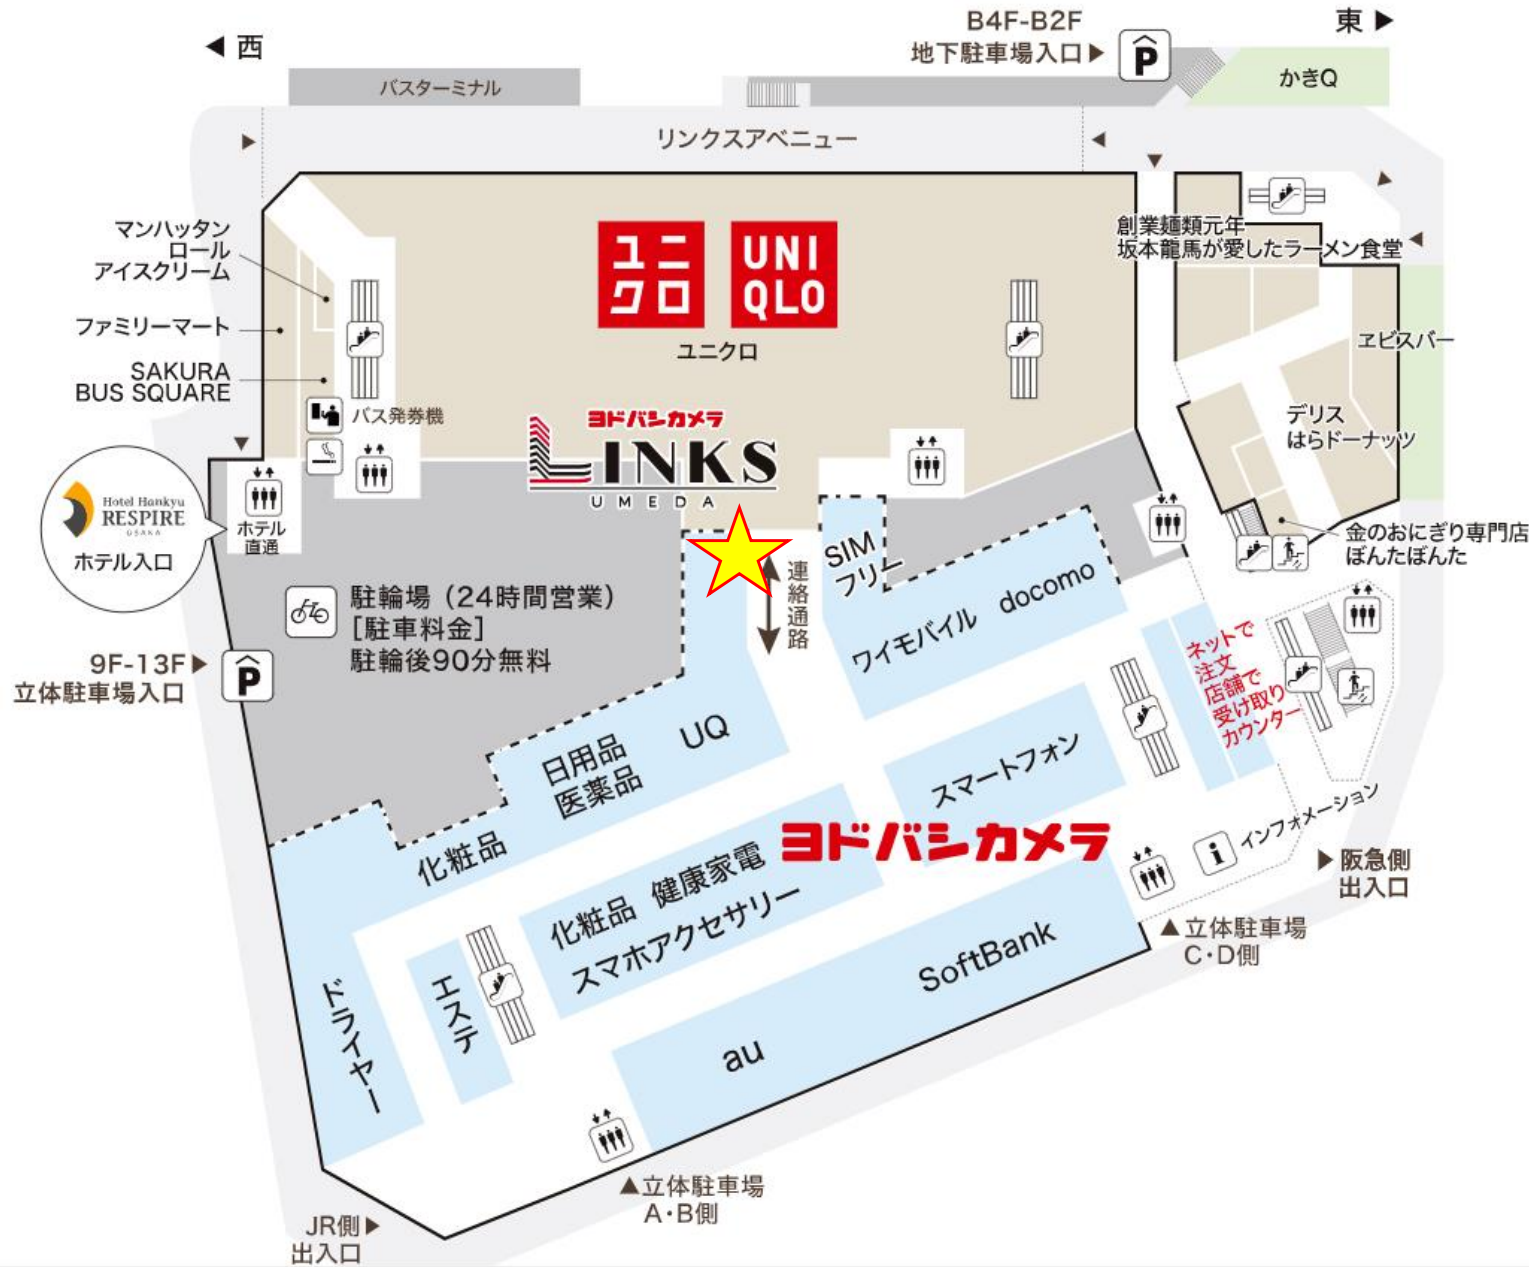 ◀ 西
B4F-B2F
地下駐車場入口▶
P
東 ▶
バスターミナル
かきQ
リンクスアベニュー
マンハッタン
ロール
アイスクリーム
ファミリーマート
SAKURA
BUS SQUARE
バス発券機
ユニ
クロ
UNI
QLO
ユニクロ
創業麺類元年
坂本龍馬が愛したラーメン食堂
ヱビスバー
デリス
はらドーナッツ
金のおにぎり専門店
ぼんたぼんた
ヨドバシカメラ
LINKS
UMEDA
Hotel Hankyu
RESPIRE
OSAKA
ホテル入口
ホテル
直通
駐輪場（24時間営業）
［駐車料金］
駐輪後90分無料
9F-13F▶
立体駐車場入口
P
連絡通路
SIM
フリー
ワイモバイル docomo
ネットで
注文
店舗で
受け取り
カウンター
日用品
医薬品
UQ
スマートフォン
化粧品
化粧品 健康家電
スマホアクセサリー
ヨドバシカメラ
i
インフォメーション
▶阪急側
出入口
▲立体駐車場
C・D側
SoftBank
au
エステ
ドライヤー
▲立体駐車場
A・B側
JR側▶
出入口